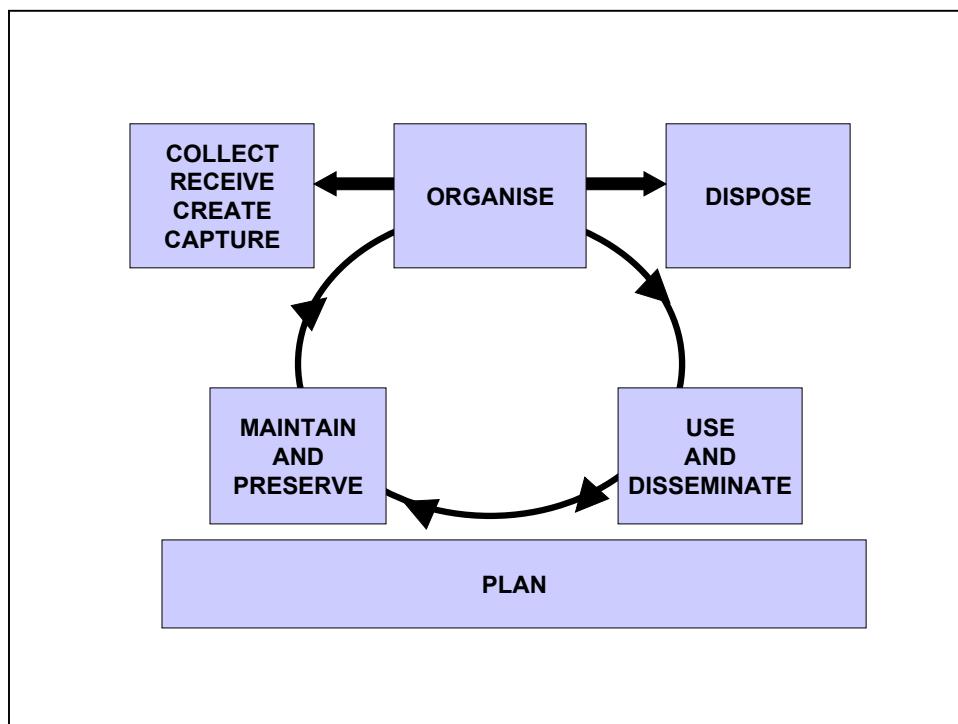 COLLECT
RECEIVE
CREATE
CAPTURE
ORGANISE
DISPOSE
MAINTAIN
AND
PRESERVE
USE
AND
DISSEMINATE
PLAN